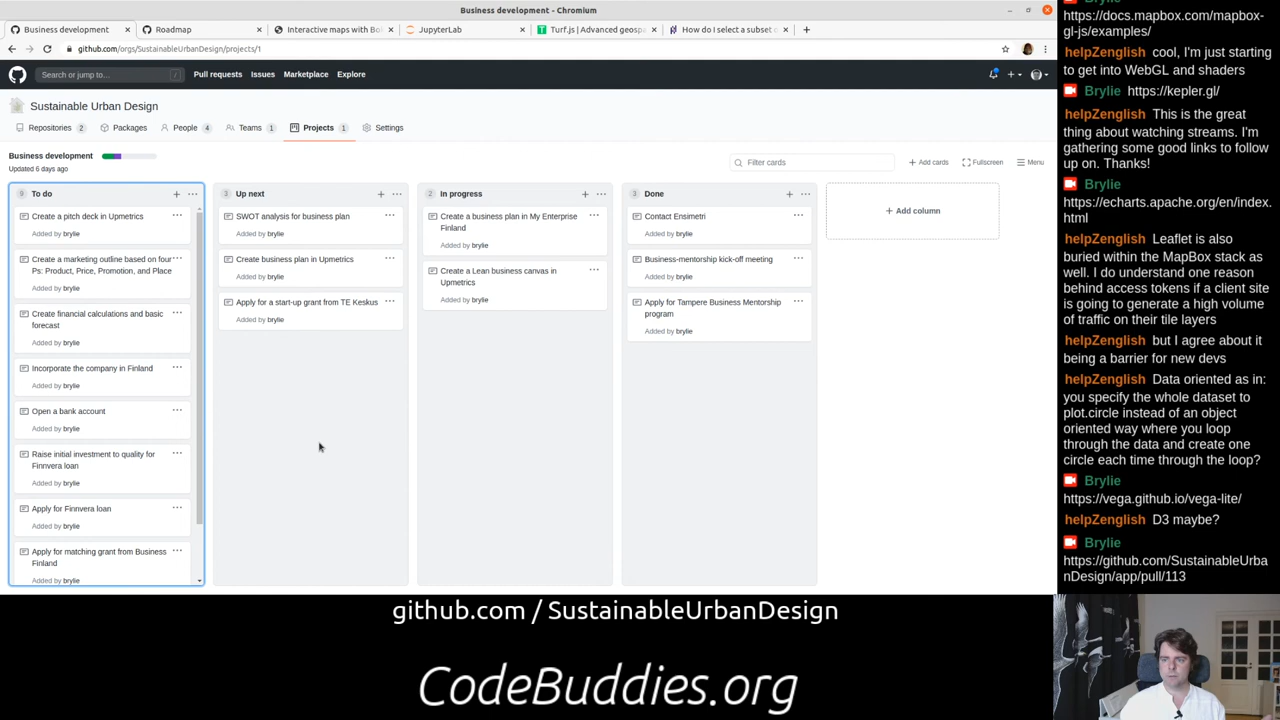 Business development - Chromium
Business development
Roadmap
Interactive maps with Bo
JupyterLab
Turf.js | Advanced geosp
How do I select a subset
github.com/orgs/SustainableUrbanDesign/projects/1
Search or jump to…
/
Pull requests
Issues
Marketplace
Explore
Sustainable Urban Design
Repositories 2
Packages
People 4
Teams 1
Projects 1
Settings
Business development
Updated 6 days ago
Filter cards
Add cards
Fullscreen
Menu
9 To do
Create a pitch deck in Upmetrics
Added by brylie
Create a marketing outline based on four
Ps: Product, Price, Promotion, and Place
Added by brylie
Create financial calculations and basic
forecast
Added by brylie
Incorporate the company in Finland
Added by brylie
Open a bank account
Added by brylie
Raise initial investment to quality for
Finnvera loan
Added by brylie
Apply for Finnvera loan
Added by brylie
Apply for matching grant from Business
Finland
Added by brylie
3 Up next
SWOT analysis for business plan
Added by brylie
Create business plan in Upmetrics
Added by brylie
Apply for a start-up grant from TE Keskus
Added by brylie
2 In progress
Create a business plan in My Enterprise
Finland
Added by brylie
Create a Lean business canvas in
Upmetrics
Added by brylie
3 Done
Contact Ensimetri
Added by brylie
Business-mentorship kick-off meeting
Added by brylie
Apply for Tampere Business Mentorship
program
Added by brylie
Add column
https://docs.mapbox.com/mapbox-
gl-js/examples/
helpZenglish cool, I'm just starting
to get into WebGL and shaders
Brylie https://kepler.gl/
helpZenglish This is the great
thing about watching streams. I'm
gathering some good links to follow
up on. Thanks!
Brylie
https://echarts.apache.org/en/index.
html
helpZenglish Leaflet is also
buried within the MapBox stack as
well. I do understand one reason
behind access tokens if a client site
is going to generate a high volume
of traffic on their tile layers
helpZenglish but I agree about it
being a barrier for new devs
helpZenglish Data oriented as in:
you specify the whole dataset to
plot.circle instead of an object
oriented way where you loop
through the data and create one
circle each time through the loop?
Brylie
https://vega.github.io/vega-lite/
helpZenglish D3 maybe?
Brylie
https://github.com/SustainableUrba
nDesign/app/pull/113
github.com / SustainableUrbanDesign
CodeBuddies.org